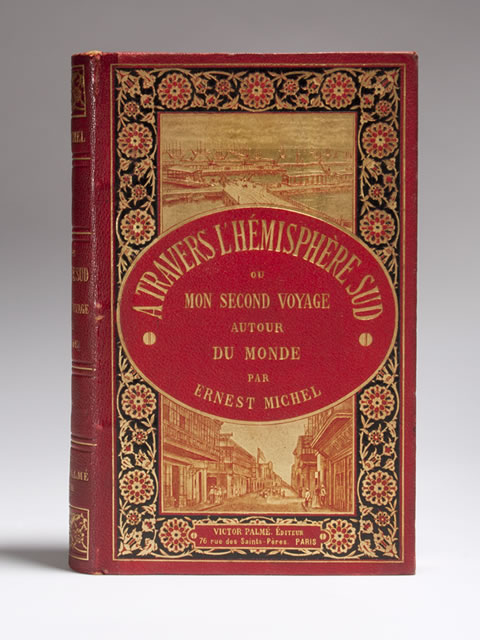 A TRAVERS L'HÉMISPHÈRE SUD
OU
MON SECOND VOYAGE
AUTOUR
DU MONDE
PAR
ERNEST MICHEL
VICTOR PALMÉ, ÉDITEUR
76 rue des Saints-Pères, PARIS